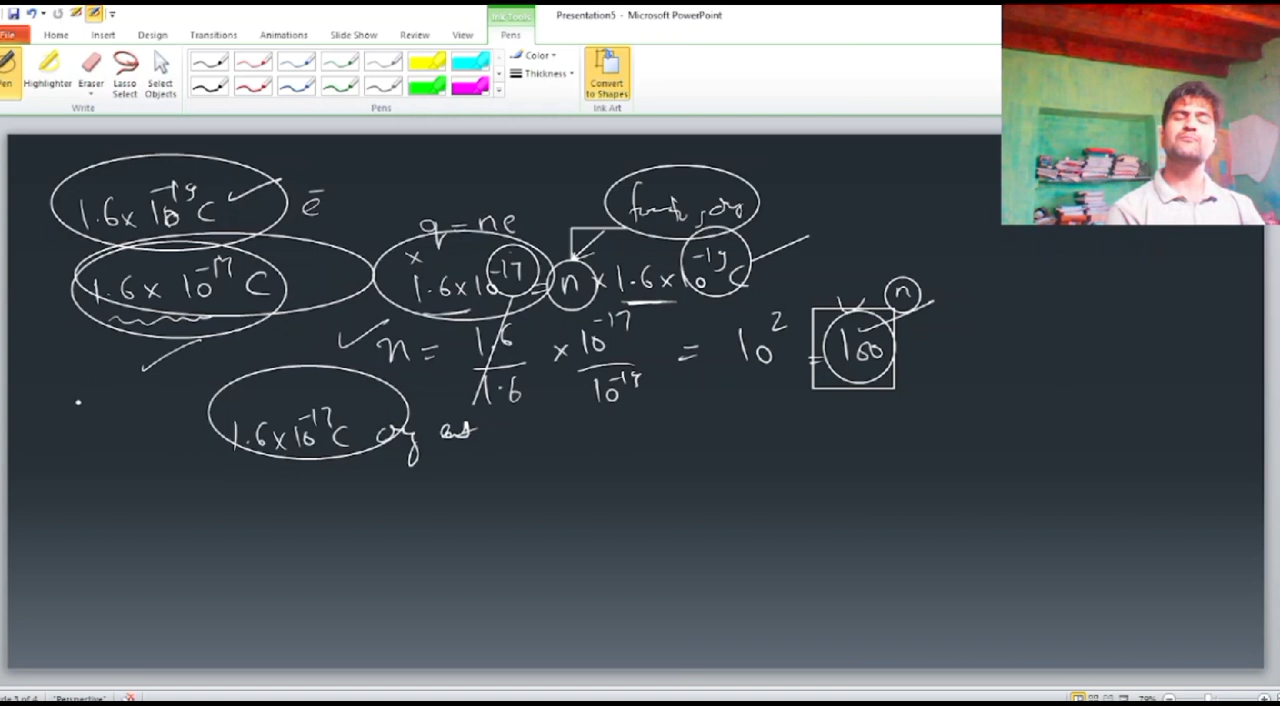 Ink Tools
Presentation5 - Microsoft PowerPoint
File Home Insert Design Transitions Animations Slide Show Review View Pens
Pen Highlighter Eraser Lasso Select Select Objects
Color
Thickness
Convert to Shapes
Write Pens Ink Art
1.6 x 10⁻¹⁹ C e̅
q = ne
1.6 x 10⁻¹⁷ C 1.6 x 10⁻¹⁷ = n x 1.6 x 10⁻¹⁹ C
n
n = 1.6/1.6 x 10⁻¹⁷/10⁻¹⁹ = 10² = 100
1.6 x 10⁻¹⁷ C
"Perspective" 79%